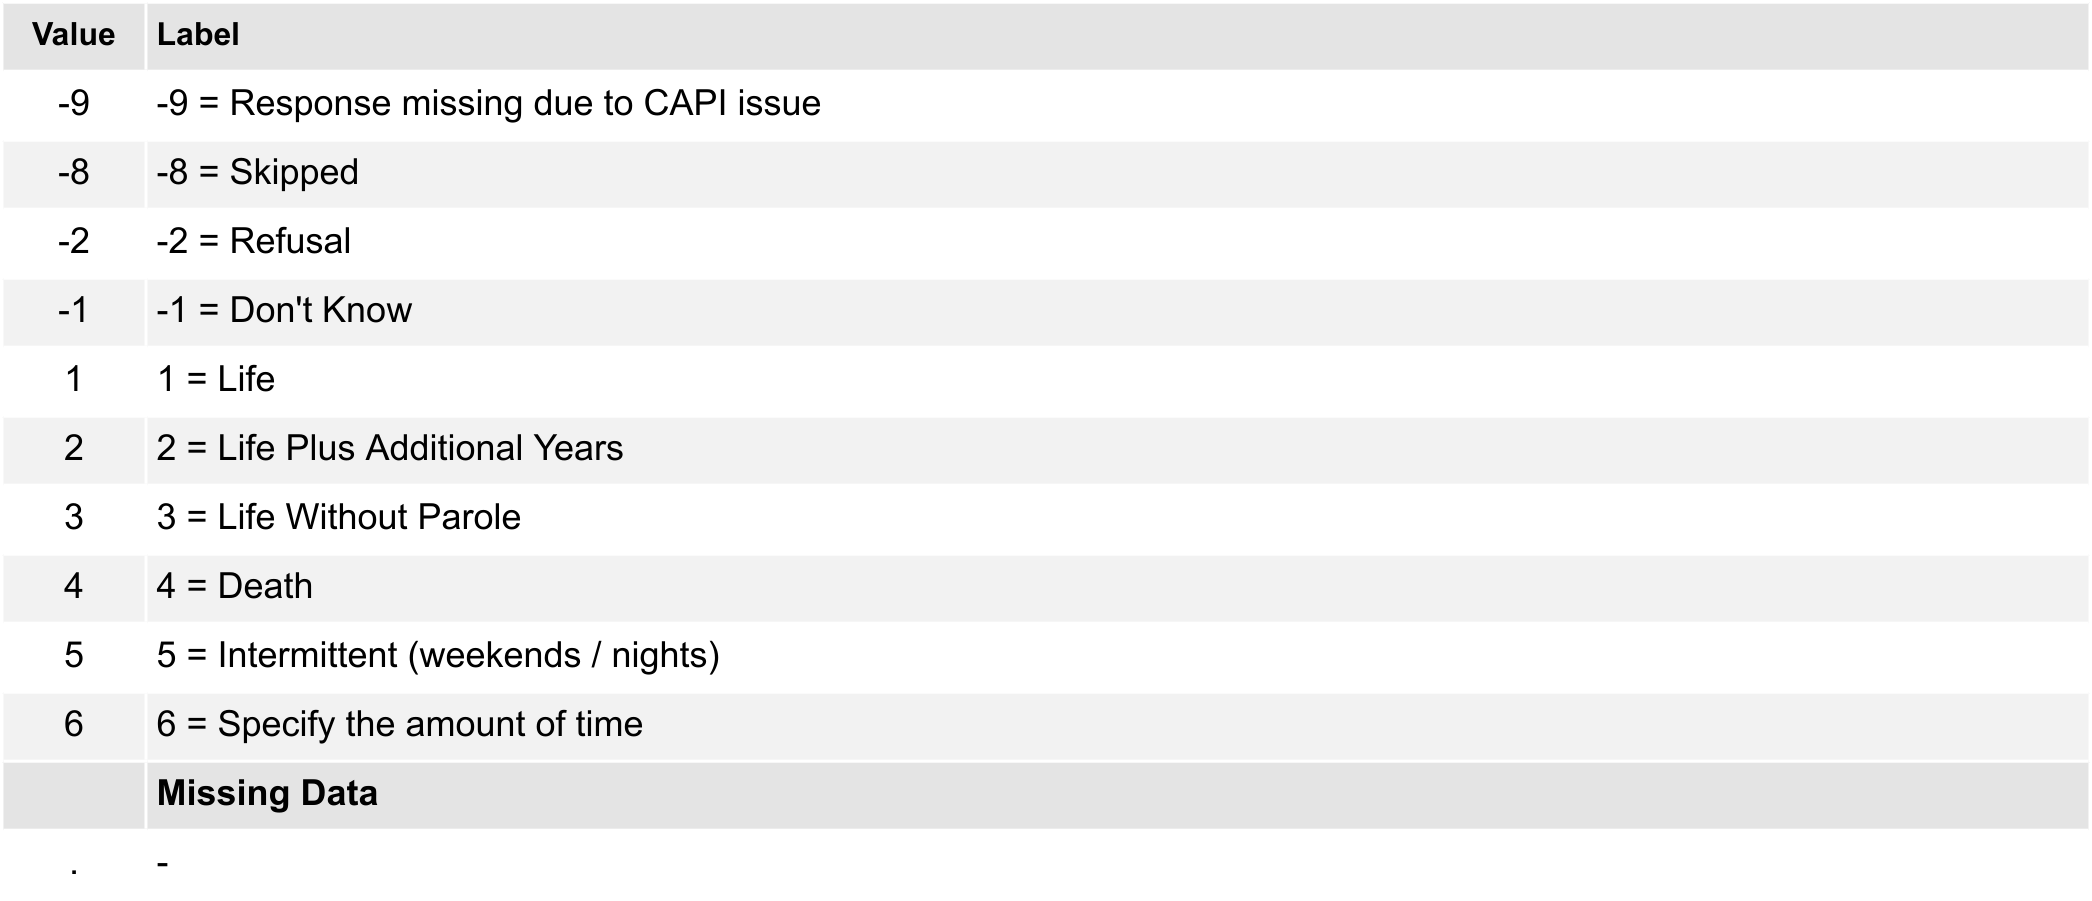 Value Label
-9 -9 = Response missing due to CAPI issue
-8 -8 = Skipped
-2 -2 = Refusal
-1 -1 = Don't Know
1 1 = Life
2 2 = Life Plus Additional Years
3 3 = Life Without Parole
4 4 = Death
5 5 = Intermittent (weekends / nights)
6 6 = Specify the amount of time
Missing Data
. -